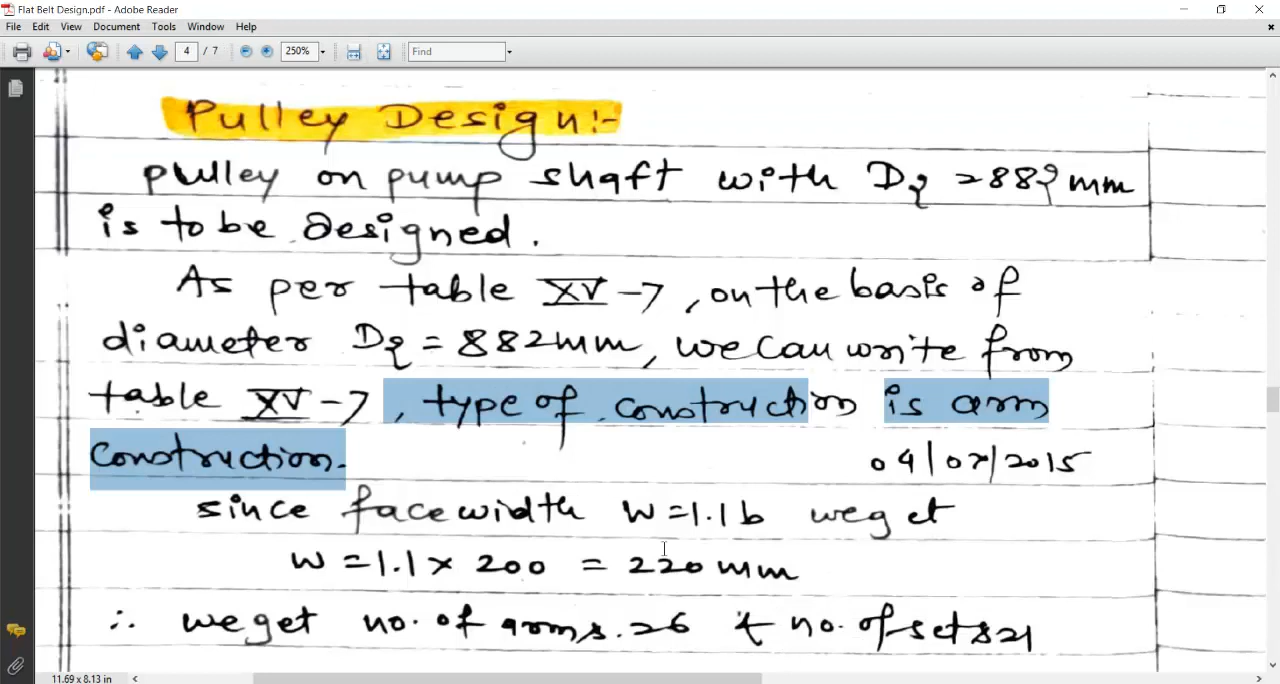 Flat Belt Design.pdf - Adobe Reader
File Edit View Document Tools Window Help
4 / 7 250% Find
Pulley Design:-
pulley on pump shaft with D2 = 882 mm
is to be designed.
As per table XV-7, on the basis of
diameter D2 = 882mm, we can write from
table XV-7, type of construction is arm
construction.
04/07/2015
since face width W = 1.1b we get
W = 1.1 x 200 = 220 mm
∴ we get no. of arms = 6 & no. of sets = 1
11.69 x 8.13 in